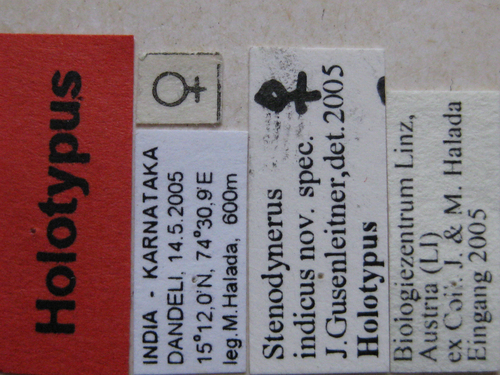 Holotypus
♀
INDIA - KARNATAKA
DANDELI, 14.5.2005
15°12,0'N, 74°30,9'E
leg.M.Halada, 600m
♀
Stenodynerus
indicus nov. spec.
J.Gusenleitner,det.2005
Holotypus
Biologiezentrum Linz,
Austria (LI)
ex Coll. J. & M. Halada
Eingang 2005